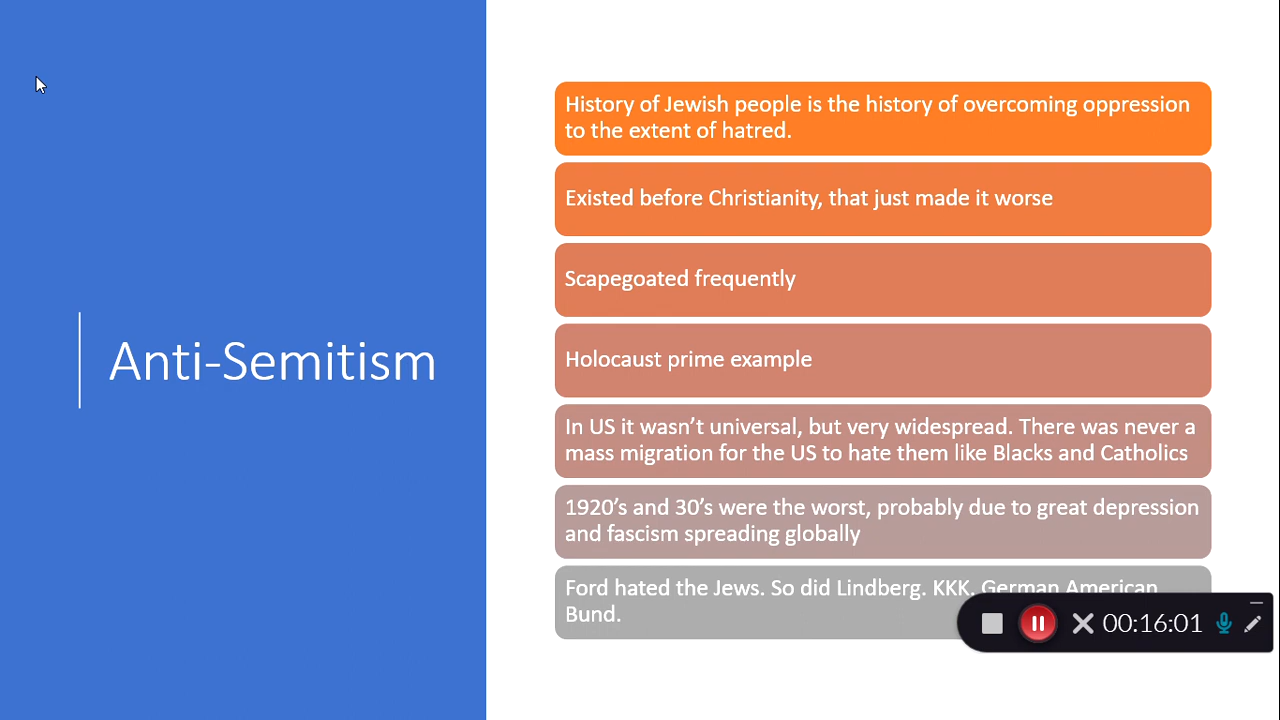 Anti-Semitism
History of Jewish people is the history of overcoming oppression
to the extent of hatred.
Existed before Christianity, that just made it worse
Scapegoated frequently
Holocaust prime example
In US it wasn’t universal, but very widespread. There was never a
mass migration for the US to hate them like Blacks and Catholics
1920’s and 30’s were the worst, probably due to great depression
and fascism spreading globally
Ford hated the Jews. So did Lindberg. KKK. German American
Bund.
00:16:01